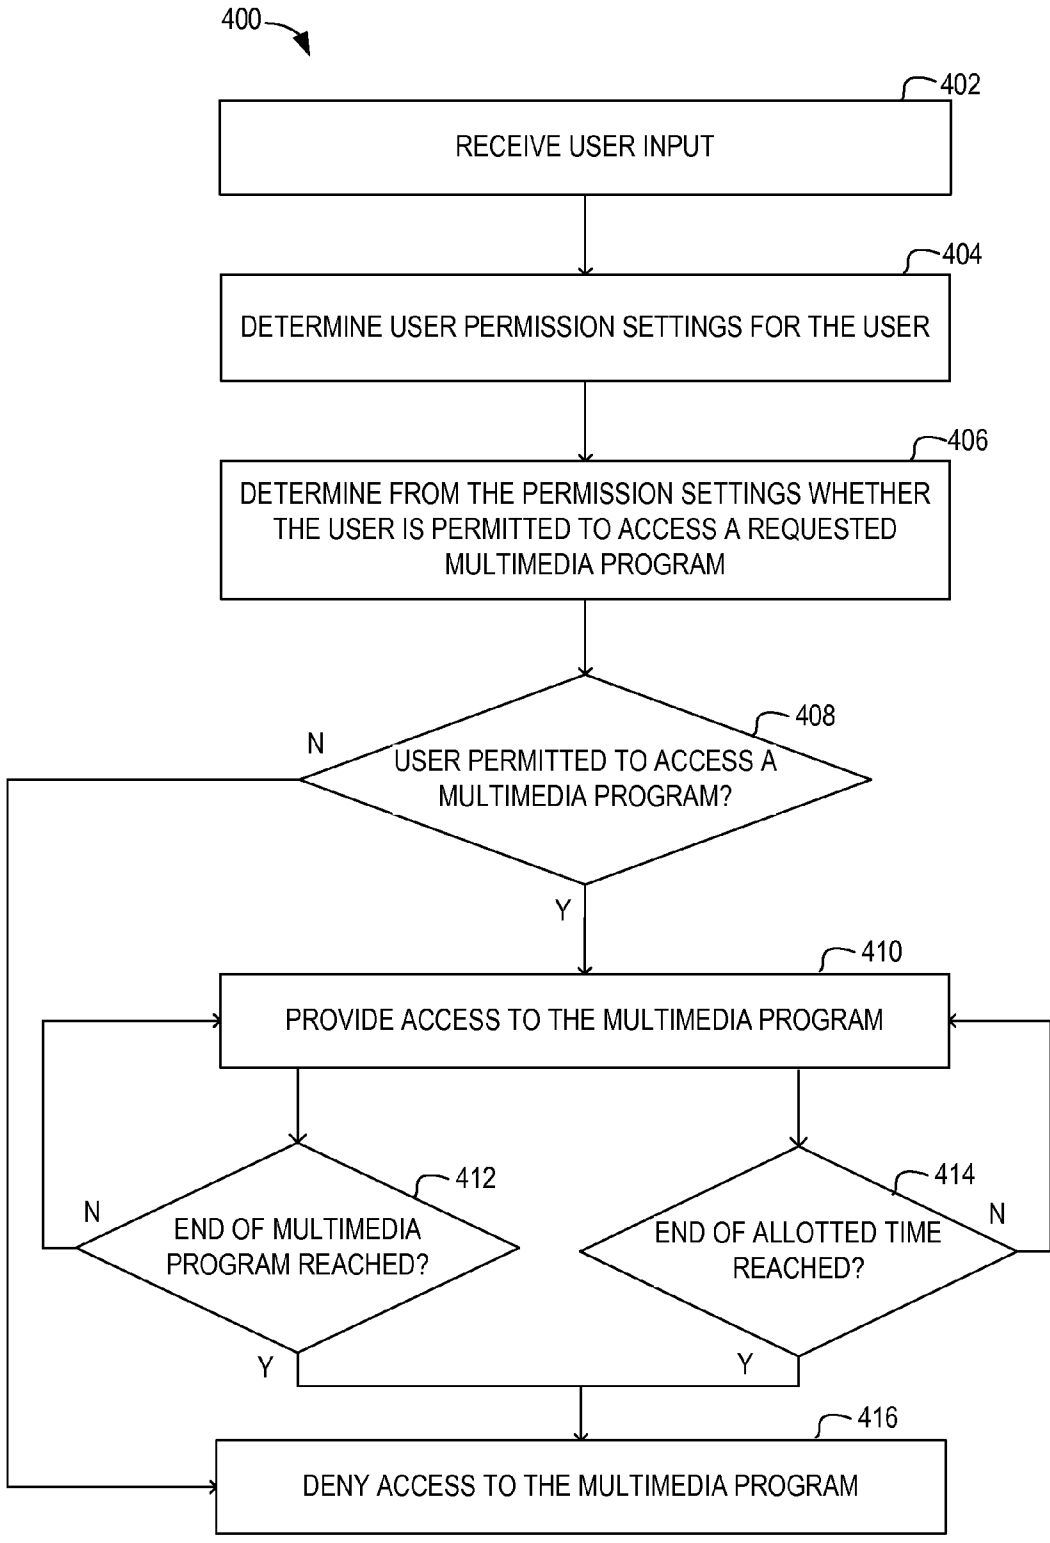 400
402
RECEIVE USER INPUT
404
DETERMINE USER PERMISSION SETTINGS FOR THE USER
406
DETERMINE FROM THE PERMISSION SETTINGS WHETHER
THE USER IS PERMITTED TO ACCESS A REQUESTED
MULTIMEDIA PROGRAM
408
N
USER PERMITTED TO ACCESS A
MULTIMEDIA PROGRAM?
Y
410
PROVIDE ACCESS TO THE MULTIMEDIA PROGRAM
412
N
END OF MULTIMEDIA
PROGRAM REACHED?
Y
414
N
END OF ALLOTTED TIME
REACHED?
Y
416
DENY ACCESS TO THE MULTIMEDIA PROGRAM